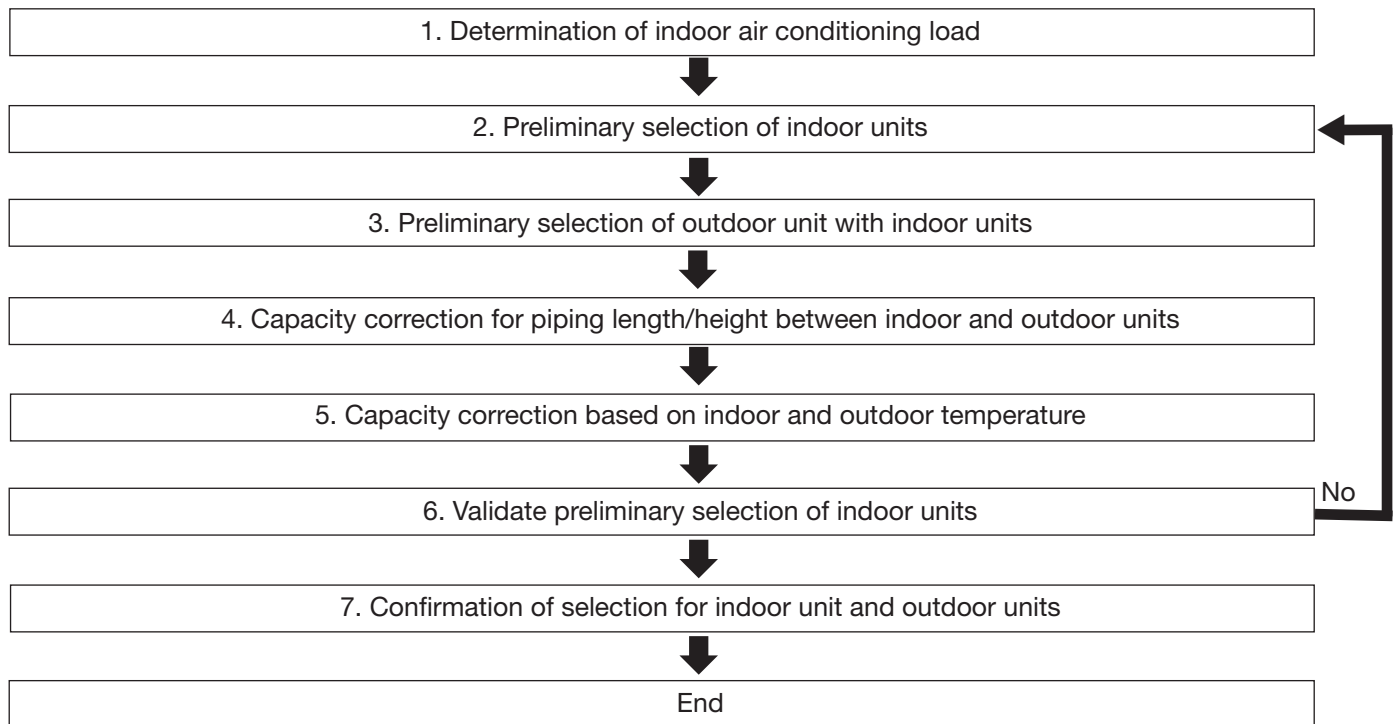 1. Determination of indoor air conditioning load
2. Preliminary selection of indoor units
3. Preliminary selection of outdoor unit with indoor units
4. Capacity correction for piping length/height between indoor and outdoor units
5. Capacity correction based on indoor and outdoor temperature
6. Validate preliminary selection of indoor units
No
7. Confirmation of selection for indoor unit and outdoor units
End